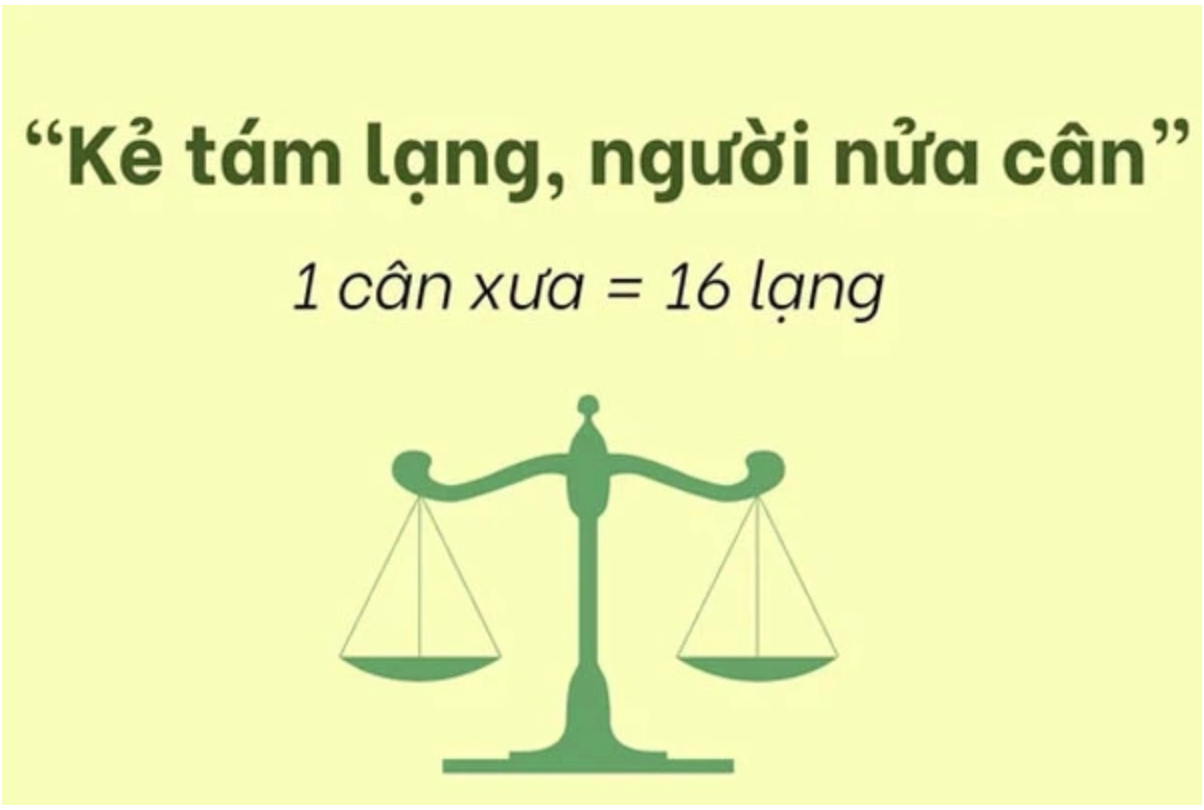 “Kẻ tám lạng, người nửa cân”
1 cân xưa = 16 lạng